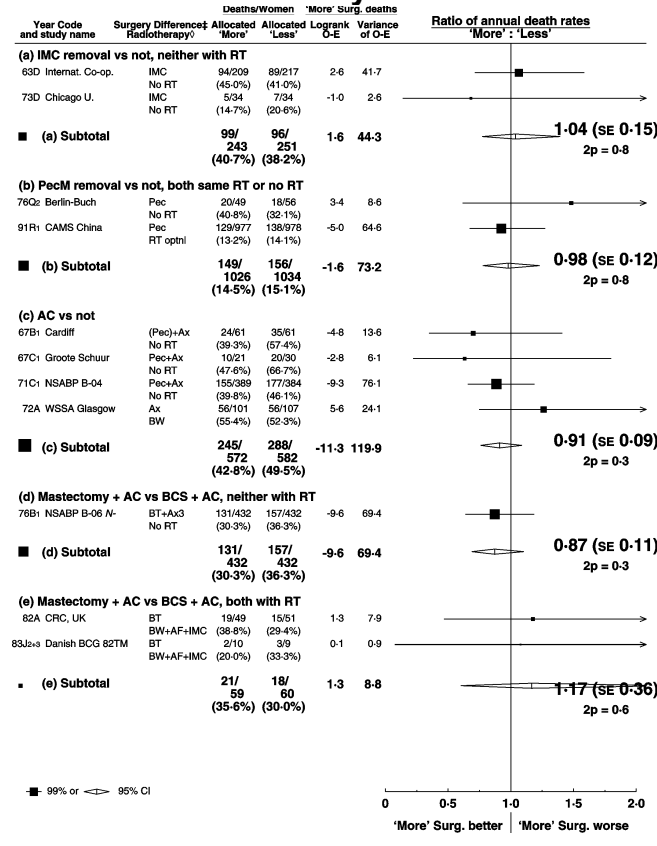 Deaths/Women 'More' Surg. deaths
Year Code Surgery Difference‡ Allocated Allocated Logrank Variance Ratio of annual death rates
and study name Radiotherapy◊ 'More' 'Less' O-E of O-E 'More' : 'Less'
(a) IMC removal vs not, neither with RT
63D Internat. Co-op. IMC 94/209 89/217 2·6 41·7
No RT (45·0%) (41·0%)
73D Chicago U. IMC 5/34 7/34 -1·0 2·6
No RT (14·7%) (20·6%)
(a) Subtotal 99/ 96/ 1·6 44·3 1·04 (SE 0·15)
243 251 2p = 0·8
(40·7%) (38·2%)
(b) PecM removal vs not, both same RT or no RT
76Q2 Berlin-Buch Pec 20/49 18/56 3·4 8·6
No RT (40·8%) (32·1%)
91R1 CAMS China Pec 129/977 138/978 -5·0 64·6
RT optnl (13·2%) (14·1%)
(b) Subtotal 149/ 156/ -1·6 73·2 0·98 (SE 0·12)
1026 1034 2p = 0·8
(14·5%) (15·1%)
(c) AC vs not
67B1 Cardiff (Pec)+Ax 24/61 35/61 -4·8 13·6
No RT (39·3%) (57·4%)
67C1 Groote Schuur Pec+Ax 10/21 20/30 -2·8 6·1
No RT (47·6%) (66·7%)
71C1 NSABP B-04 Pec+Ax 155/389 177/384 -9·3 76·1
No RT (39·8%) (46·1%)
72A WSSA Glasgow Ax 56/101 56/107 5·6 24·1
BW (55·4%) (52·3%)
(c) Subtotal 245/ 288/ -11·3 119·9 0·91 (SE 0·09)
572 582 2p = 0·3
(42·8%) (49·5%)
(d) Mastectomy + AC vs BCS + AC, neither with RT
76B1 NSABP B-06 N- BT+Ax3 131/432 157/432 -9·6 69·4
No RT (30·3%) (36·3%)
(d) Subtotal 131/ 157/ -9·6 69·4 0·87 (SE 0·11)
432 432 2p = 0·3
(30·3%) (36·3%)
(e) Mastectomy + AC vs BCS + AC, both with RT
82A CRC, UK BT 19/49 15/51 1·3 7·9
BW+AF+IMC (38·8%) (29·4%)
83J2+3 Danish BCG 82TM BT 2/10 3/9 0·1 0·9
BW+AF+IMC (20·0%) (33·3%)
(e) Subtotal 21/ 18/ 1·3 8·8 1·17 (SE 0·36)
59 60 2p = 0·6
(35·6%) (30·0%)
99% or 95% CI
0 0·5 1·0 1·5 2·0
'More' Surg. better 'More' Surg. worse